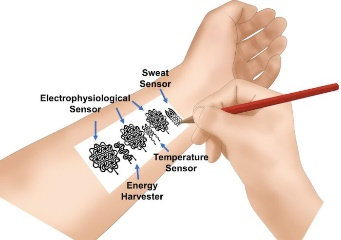 Sweat
Sensor
Electrophysiological
Sensor
Temperature
Sensor
Energy
Harvester